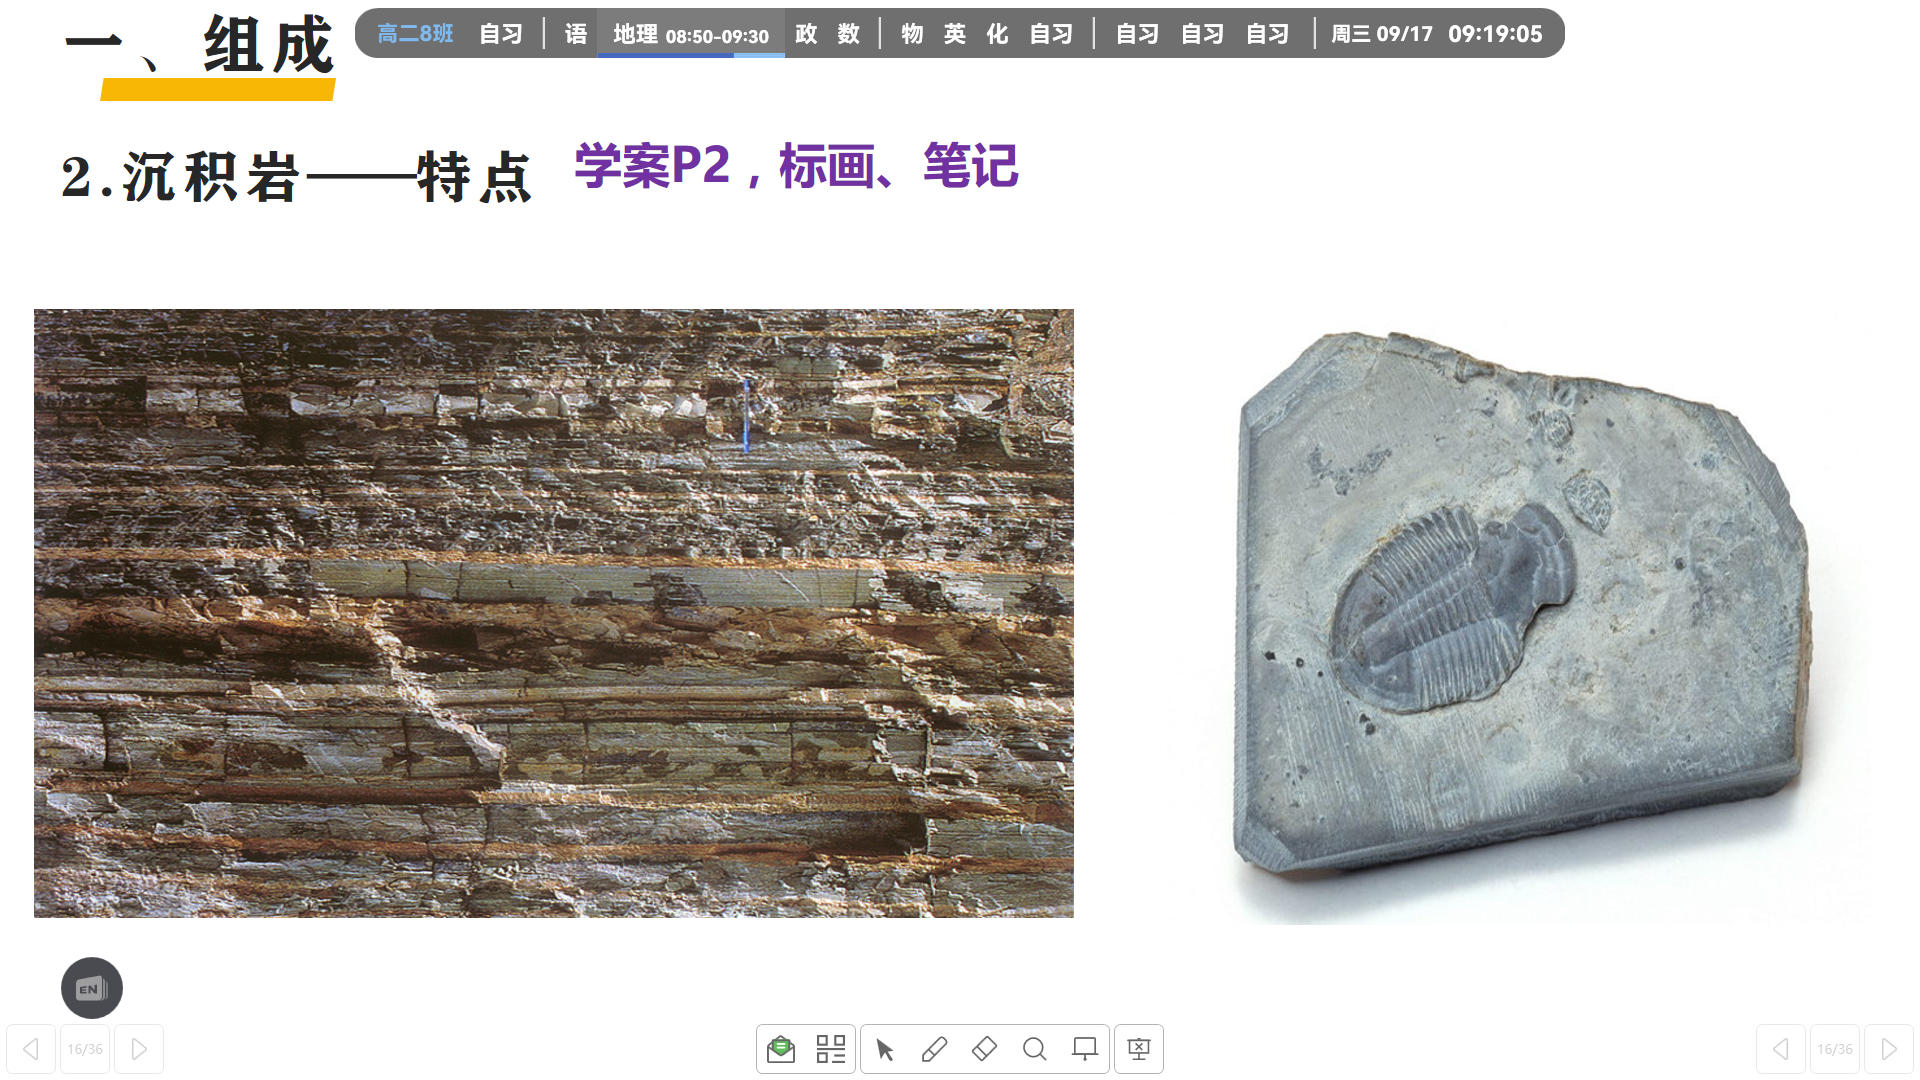 一、组成
高二8班 自习 语 地理 08:50-09:30 政 数 物 英 化 自习 自习 自习 自习 周三 09/17 09:19:05
2.沉积岩——特点 学案P2，标画、笔记
EN
16/36
16/36